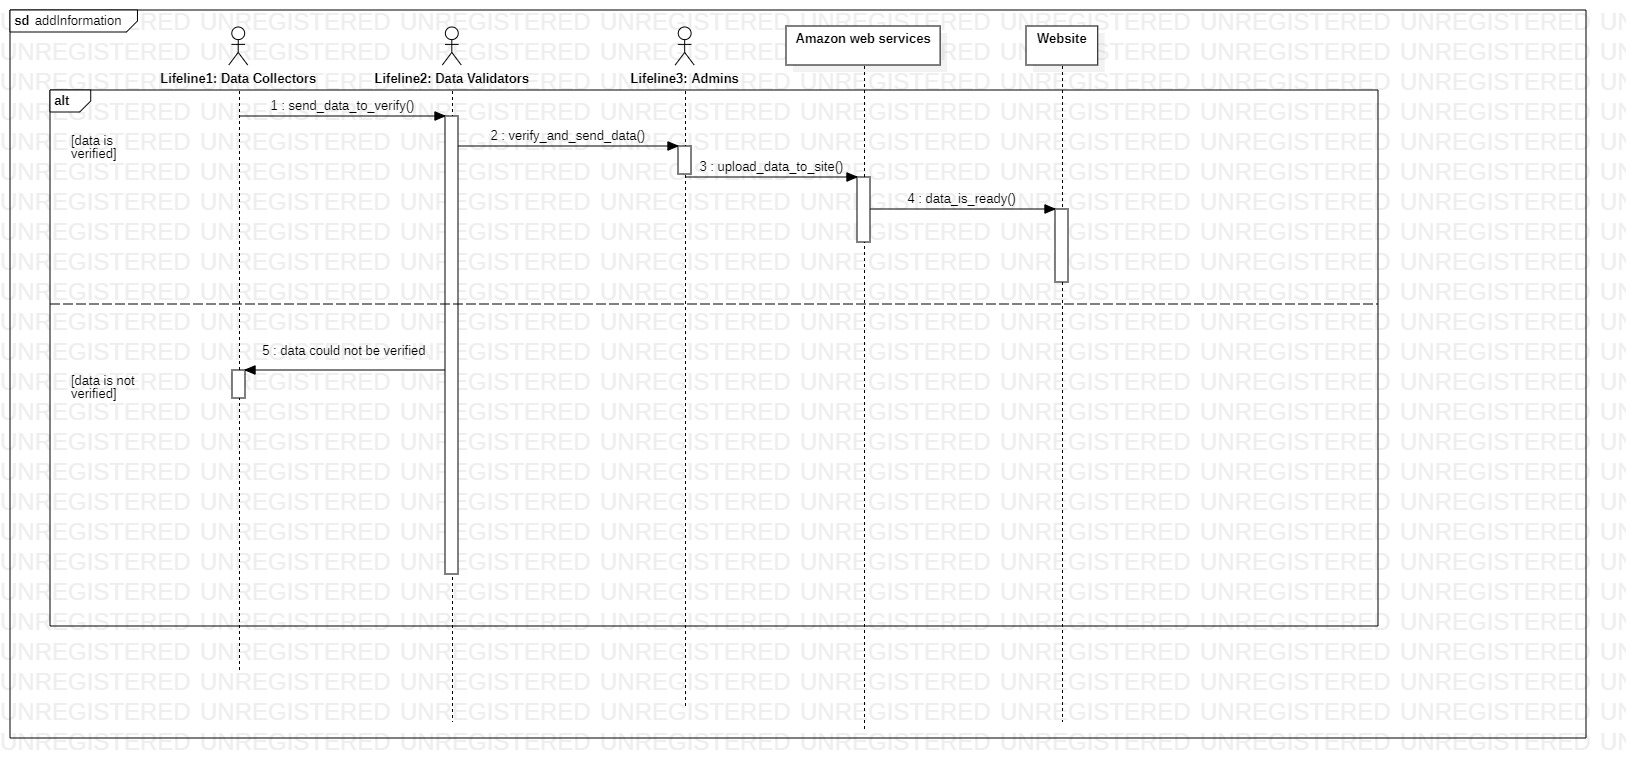 sd addInformation
Lifeline1: Data Collectors
Lifeline2: Data Validators
Lifeline3: Admins
Amazon web services
Website
alt
1 : send_data_to_verify()
[data is
verified]
2 : verify_and_send_data()
3 : upload_data_to_site()
4 : data_is_ready()
5 : data could not be verified
[data is not
verified]
UNREGISTERED